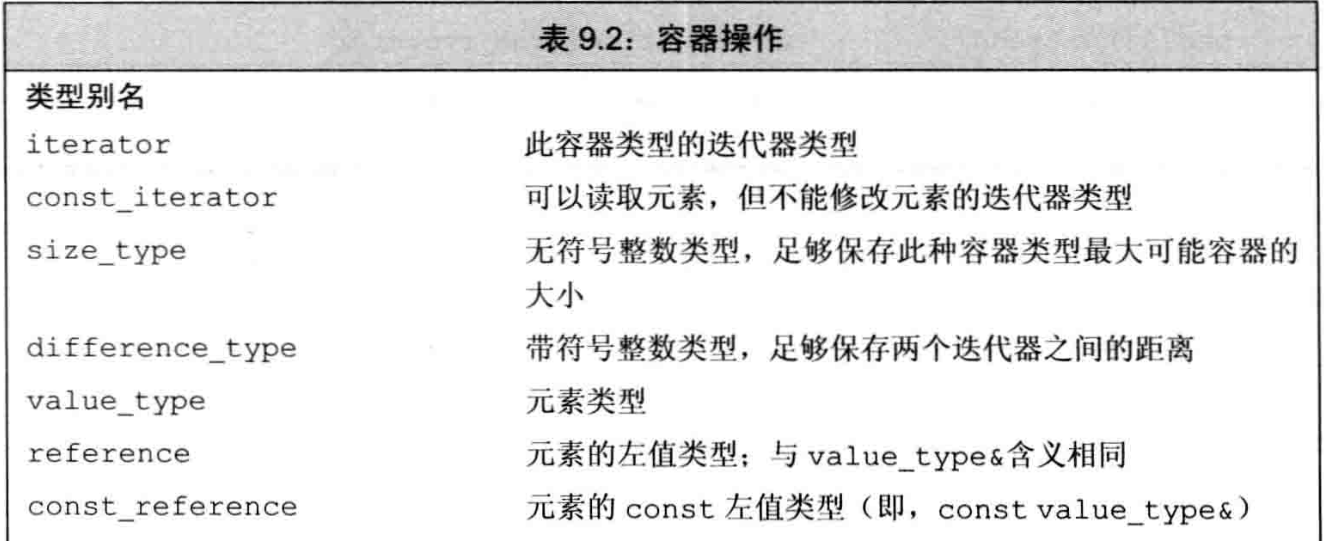 表 9.2：容器操作
类型别名
iterator 此容器类型的迭代器类型
const_iterator 可以读取元素，但不能修改元素的迭代器类型
size_type 无符号整数类型，足够保存此种容器类型最大可能容器的
大小
difference_type 带符号整数类型，足够保存两个迭代器之间的距离
value_type 元素类型
reference 元素的左值类型；与 value_type&含义相同
const_reference 元素的 const 左值类型（即，const value_type&）